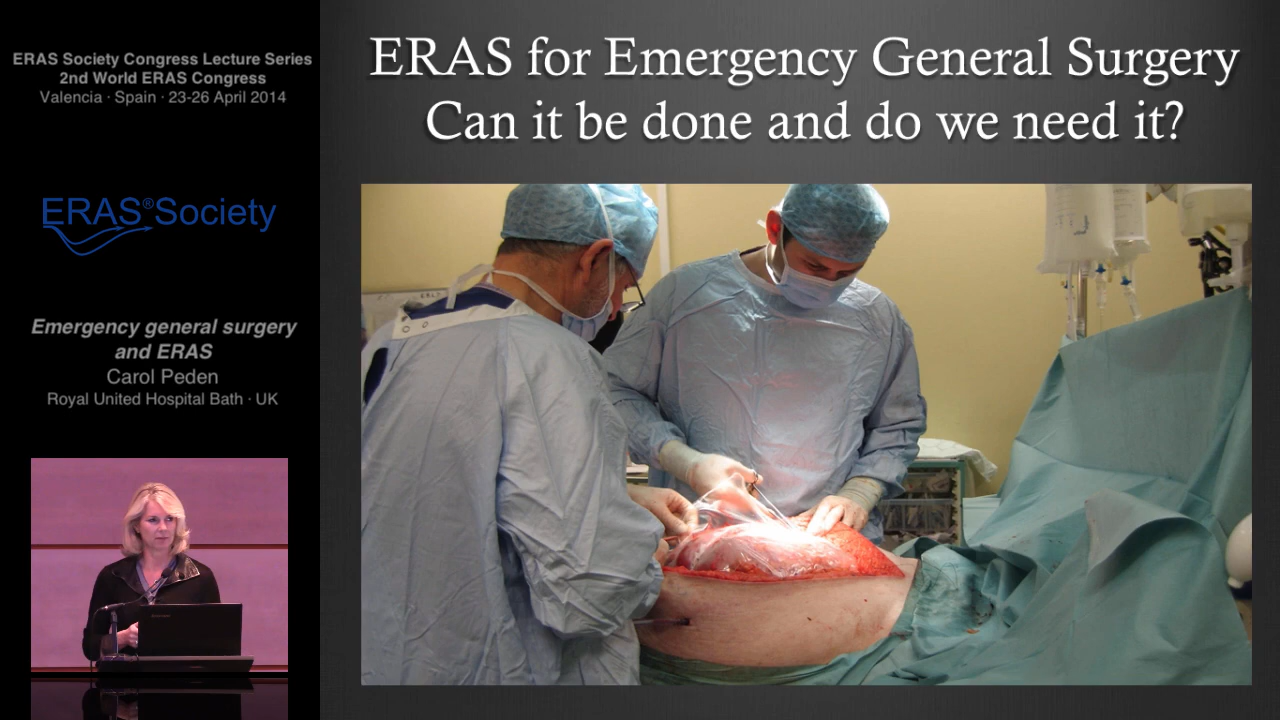 ERAS Society Congress Lecture Series
2nd World ERAS Congress
Valencia · Spain · 23-26 April 2014
ERAS®Society
Emergency general surgery
and ERAS
Carol Peden
Royal United Hospital Bath · UK
ERAS for Emergency General Surgery
Can it be done and do we need it?